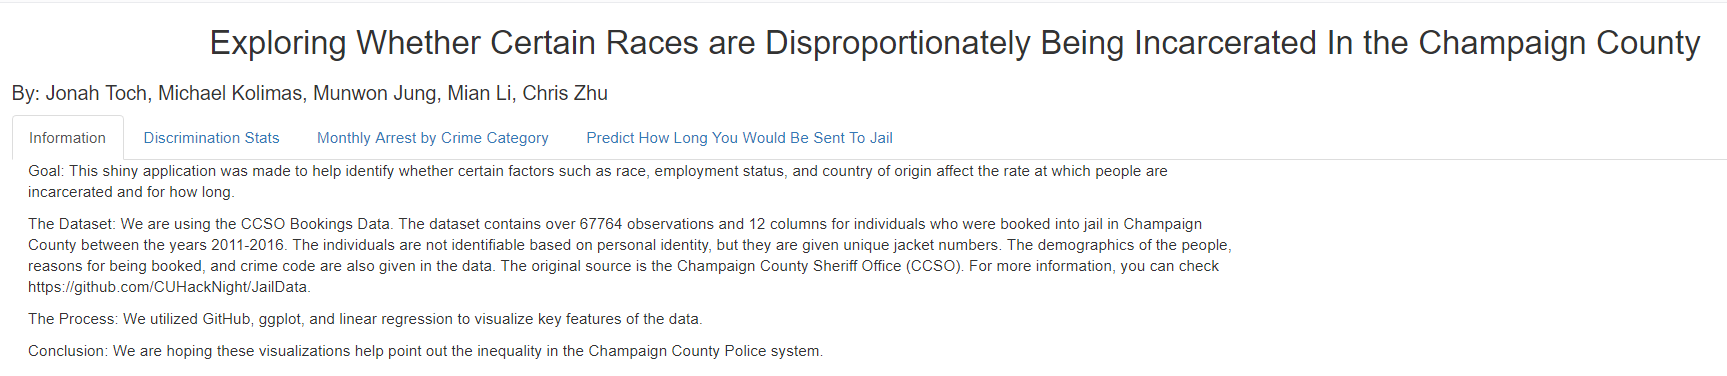 Exploring Whether Certain Races are Disproportionately Being Incarcerated In the Champaign County
By: Jonah Toch, Michael Kolimas, Munwon Jung, Mian Li, Chris Zhu
Information Discrimination Stats Monthly Arrest by Crime Category Predict How Long You Would Be Sent To Jail
Goal: This shiny application was made to help identify whether certain factors such as race, employment status, and country of origin affect the rate at which people are
incarcerated and for how long.
The Dataset: We are using the CCSO Bookings Data. The dataset contains over 67764 observations and 12 columns for individuals who were booked into jail in Champaign
County between the years 2011-2016. The individuals are not identifiable based on personal identity, but they are given unique jacket numbers. The demographics of the people,
reasons for being booked, and crime code are also given in the data. The original source is the Champaign County Sheriff Office (CCSO). For more information, you can check
https://github.com/CUHackNight/JailData.
The Process: We utilized GitHub, ggplot, and linear regression to visualize key features of the data.
Conclusion: We are hoping these visualizations help point out the inequality in the Champaign County Police system.